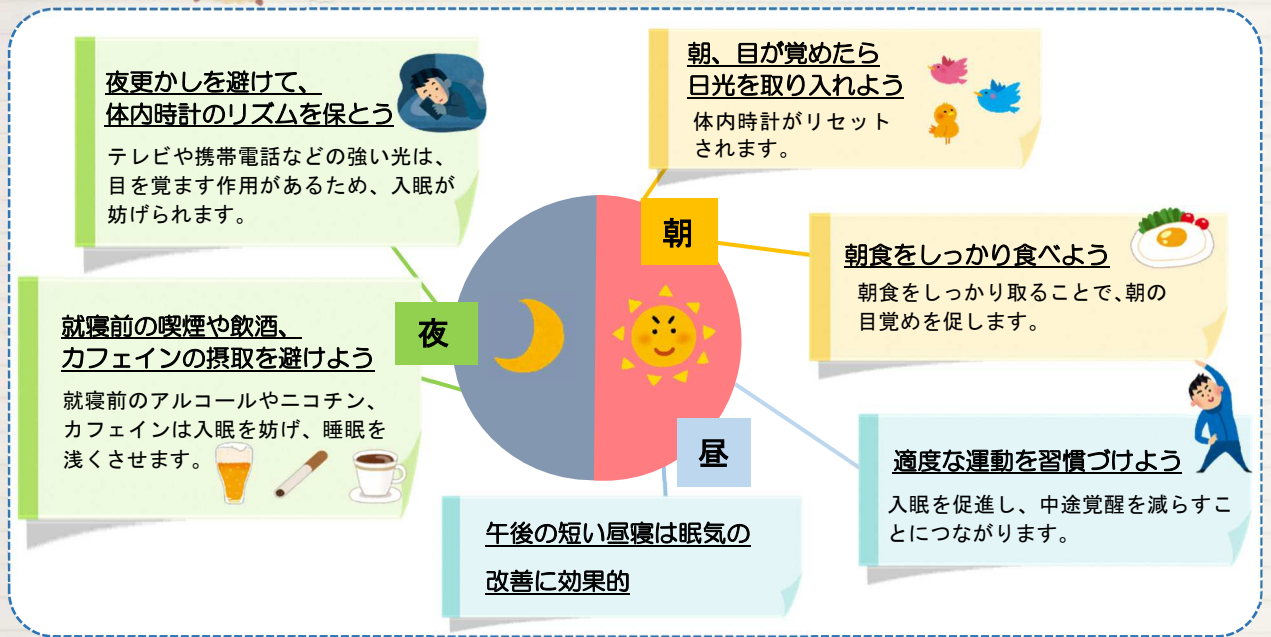 夜更かしを避けて、
体内時計のリズムを保とう
テレビや携帯電話などの強い光は、
目を覚ます作用があるため、入眠が
妨げられます。
朝、目が覚めたら
日光を取り入れよう
体内時計がリセット
されます。
朝
朝食をしっかり食べよう
朝食をしっかり取ることで、朝の
目覚めを促します。
夜
就寝前の喫煙や飲酒、
カフェインの摂取を避けよう
就寝前のアルコールやニコチン、
カフェインは入眠を妨げ、睡眠を
浅くさせます。
昼
適度な運動を習慣づけよう
入眠を促進し、中途覚醒を減らすこ
とにつながります。
午後の短い昼寝は眠気の
改善に効果的